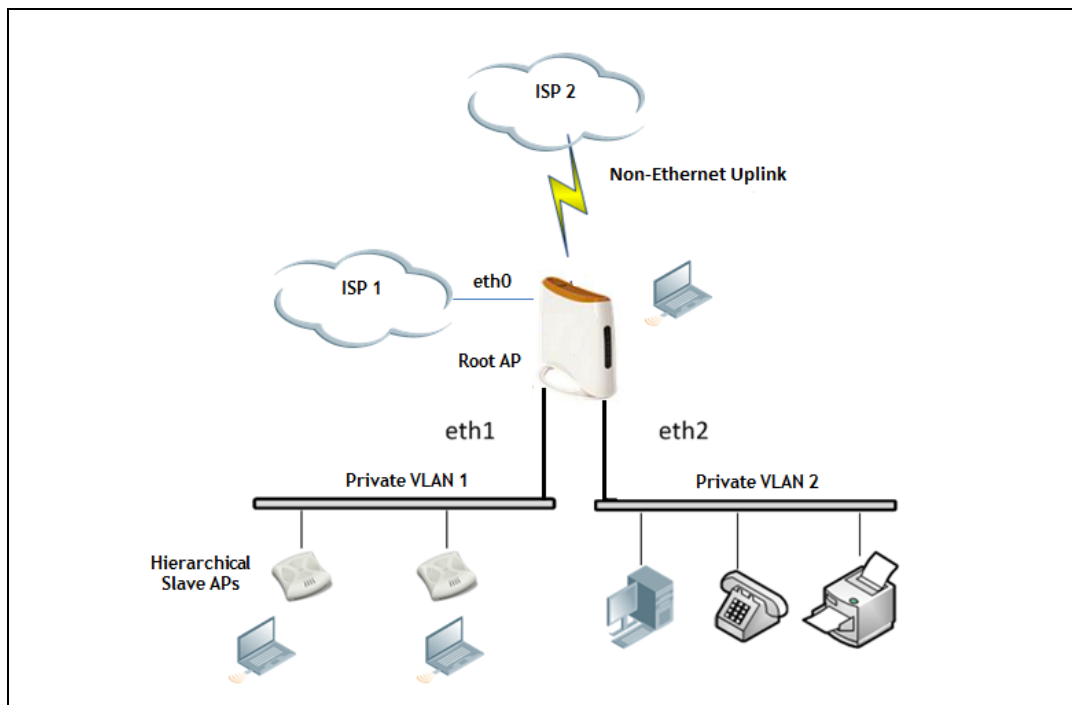 ISP 2
Non-Ethernet Uplink
ISP 1
eth0
Root AP
eth1
eth2
Private VLAN 1
Private VLAN 2
Hierarchical
Slave APs